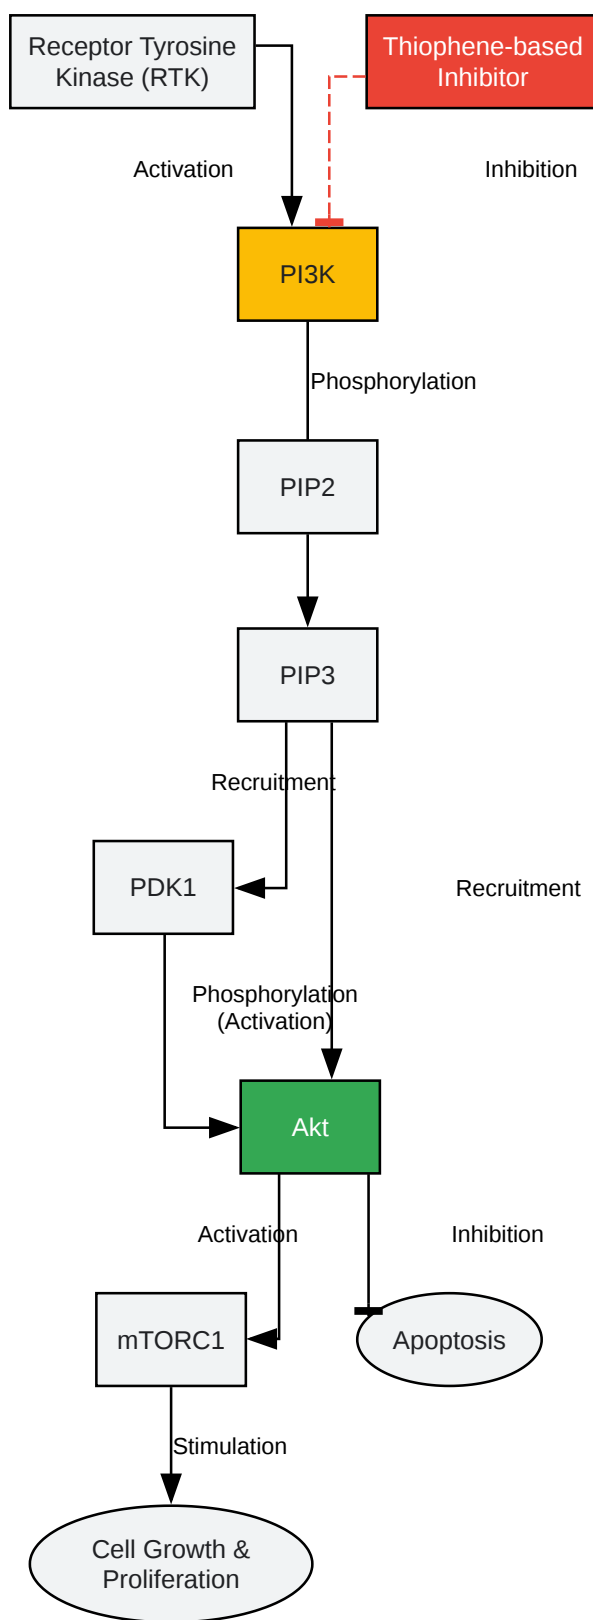 Receptor Tyrosine
Kinase (RTK)
Thiophene-based
Inhibitor
Activation
Inhibition
PI3K
Phosphorylation
PIP2
PIP3
Recruitment
PDK1
Recruitment
Phosphorylation
(Activation)
Akt
Activation
Inhibition
mTORC1
Apoptosis
Stimulation
Cell Growth &
Proliferation